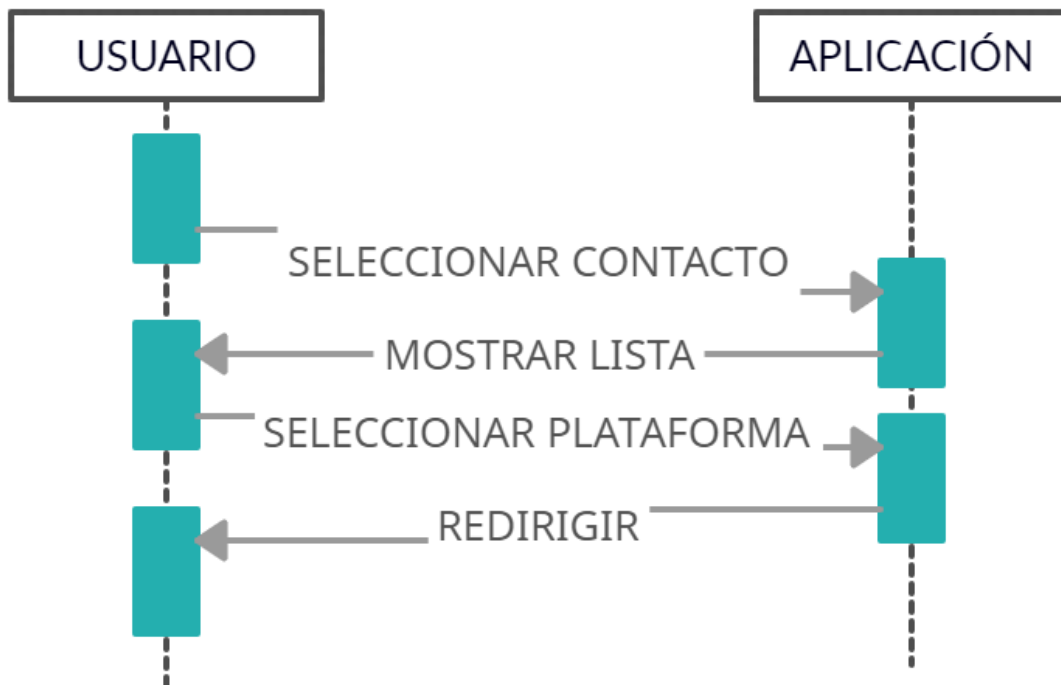 USUARIO
APLICACIÓN
SELECCIONAR CONTACTO
MOSTRAR LISTA
SELECCIONAR PLATAFORMA
REDIRIGIR